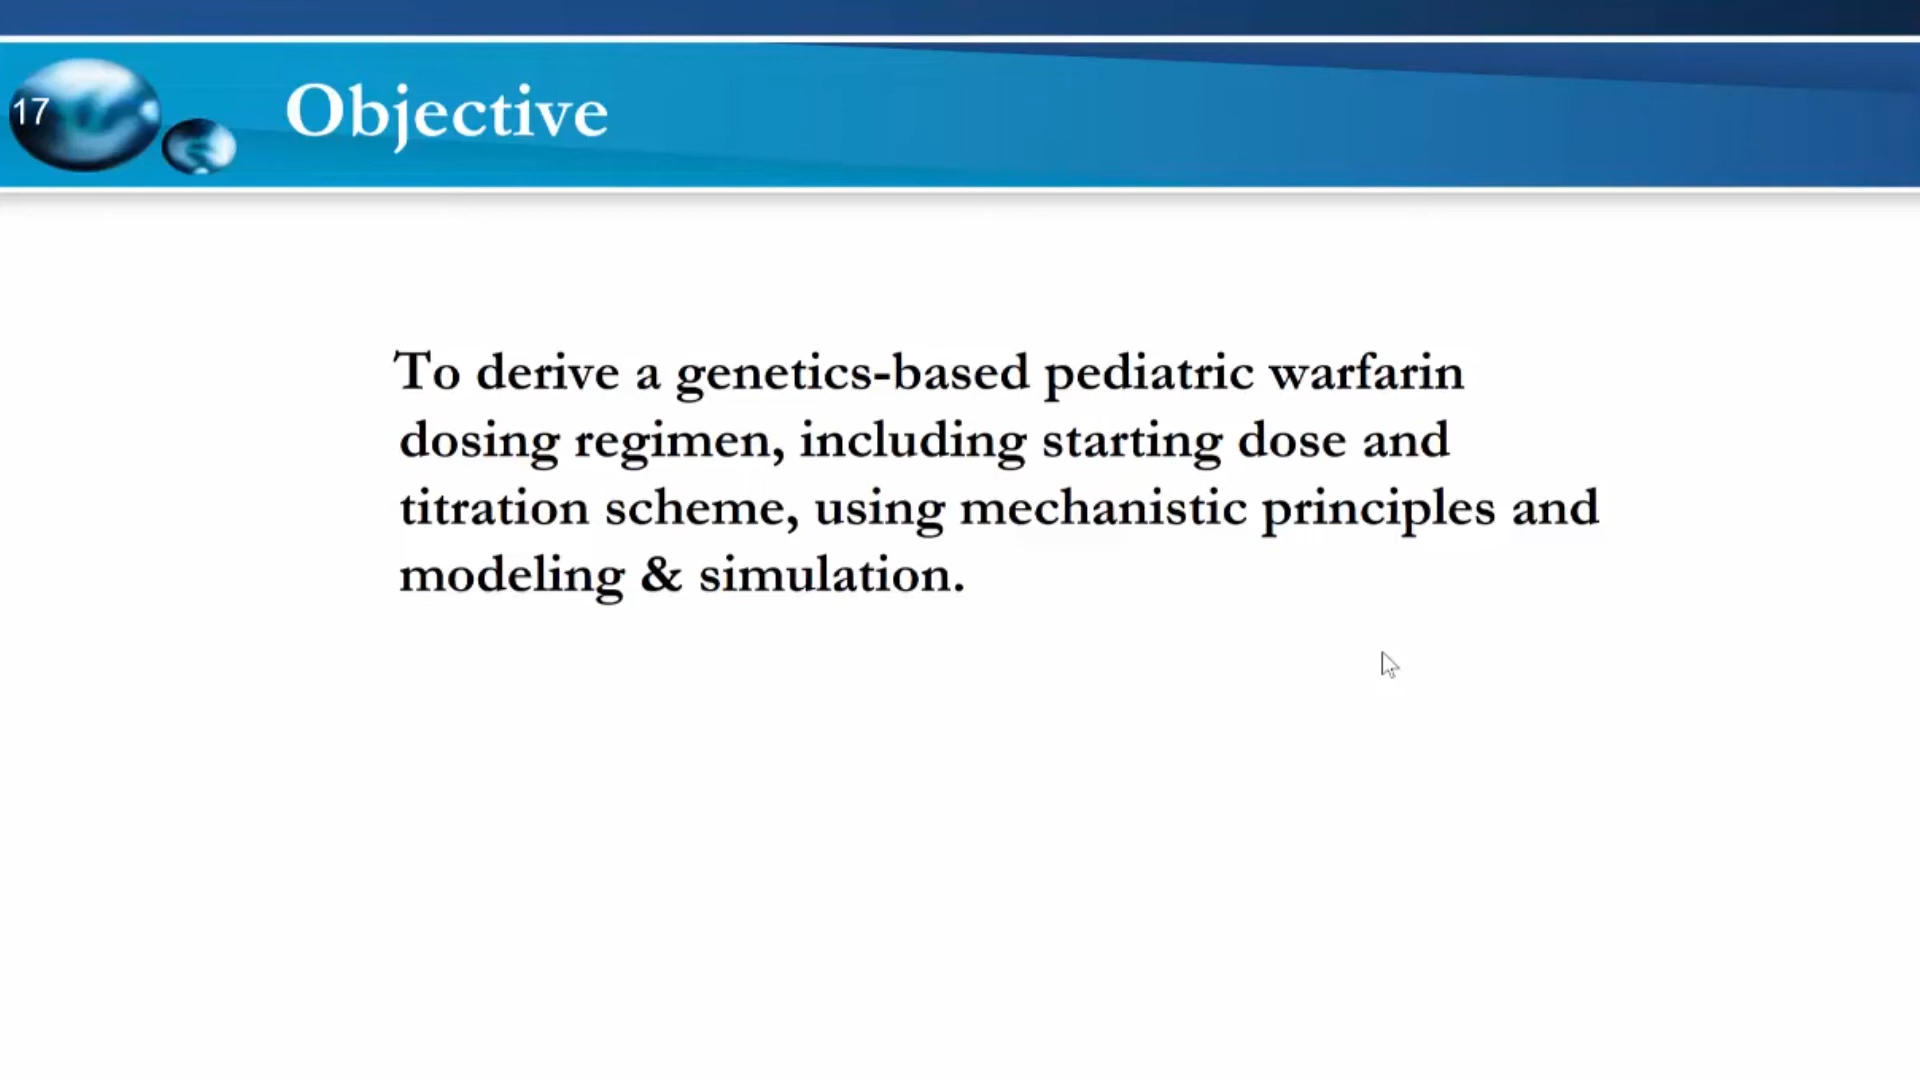 17
Objective
To derive a genetics-based pediatric warfarin
dosing regimen, including starting dose and
titration scheme, using mechanistic principles and
modeling & simulation.